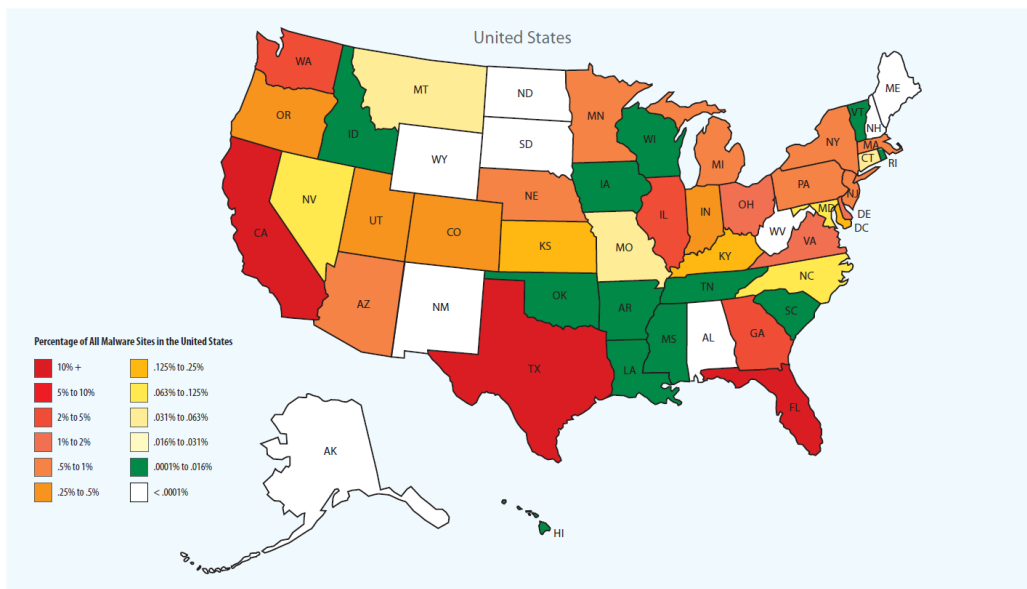 United States
WA
MT
ND
ME
OR
ID
MN
VT
NH
WI
SD
NY
MA
WY
MI
CT
RI
IA
PA
NE
NV
OH
NJ
UT
IL
IN
MD
DE
CO
CA
WV
DC
KS
MO
VA
KY
NC
TN
OK
AZ
NM
AR
SC
MS
AL
GA
TX
LA
FL
AK
HI
Percentage of All Malware Sites in the United States
10% +
5% to 10%
2% to 5%
1% to 2%
.5% to 1%
.25% to .5%
.125% to .25%
.063% to .125%
.031% to .063%
.016% to .031%
.0001% to .016%
< .0001%